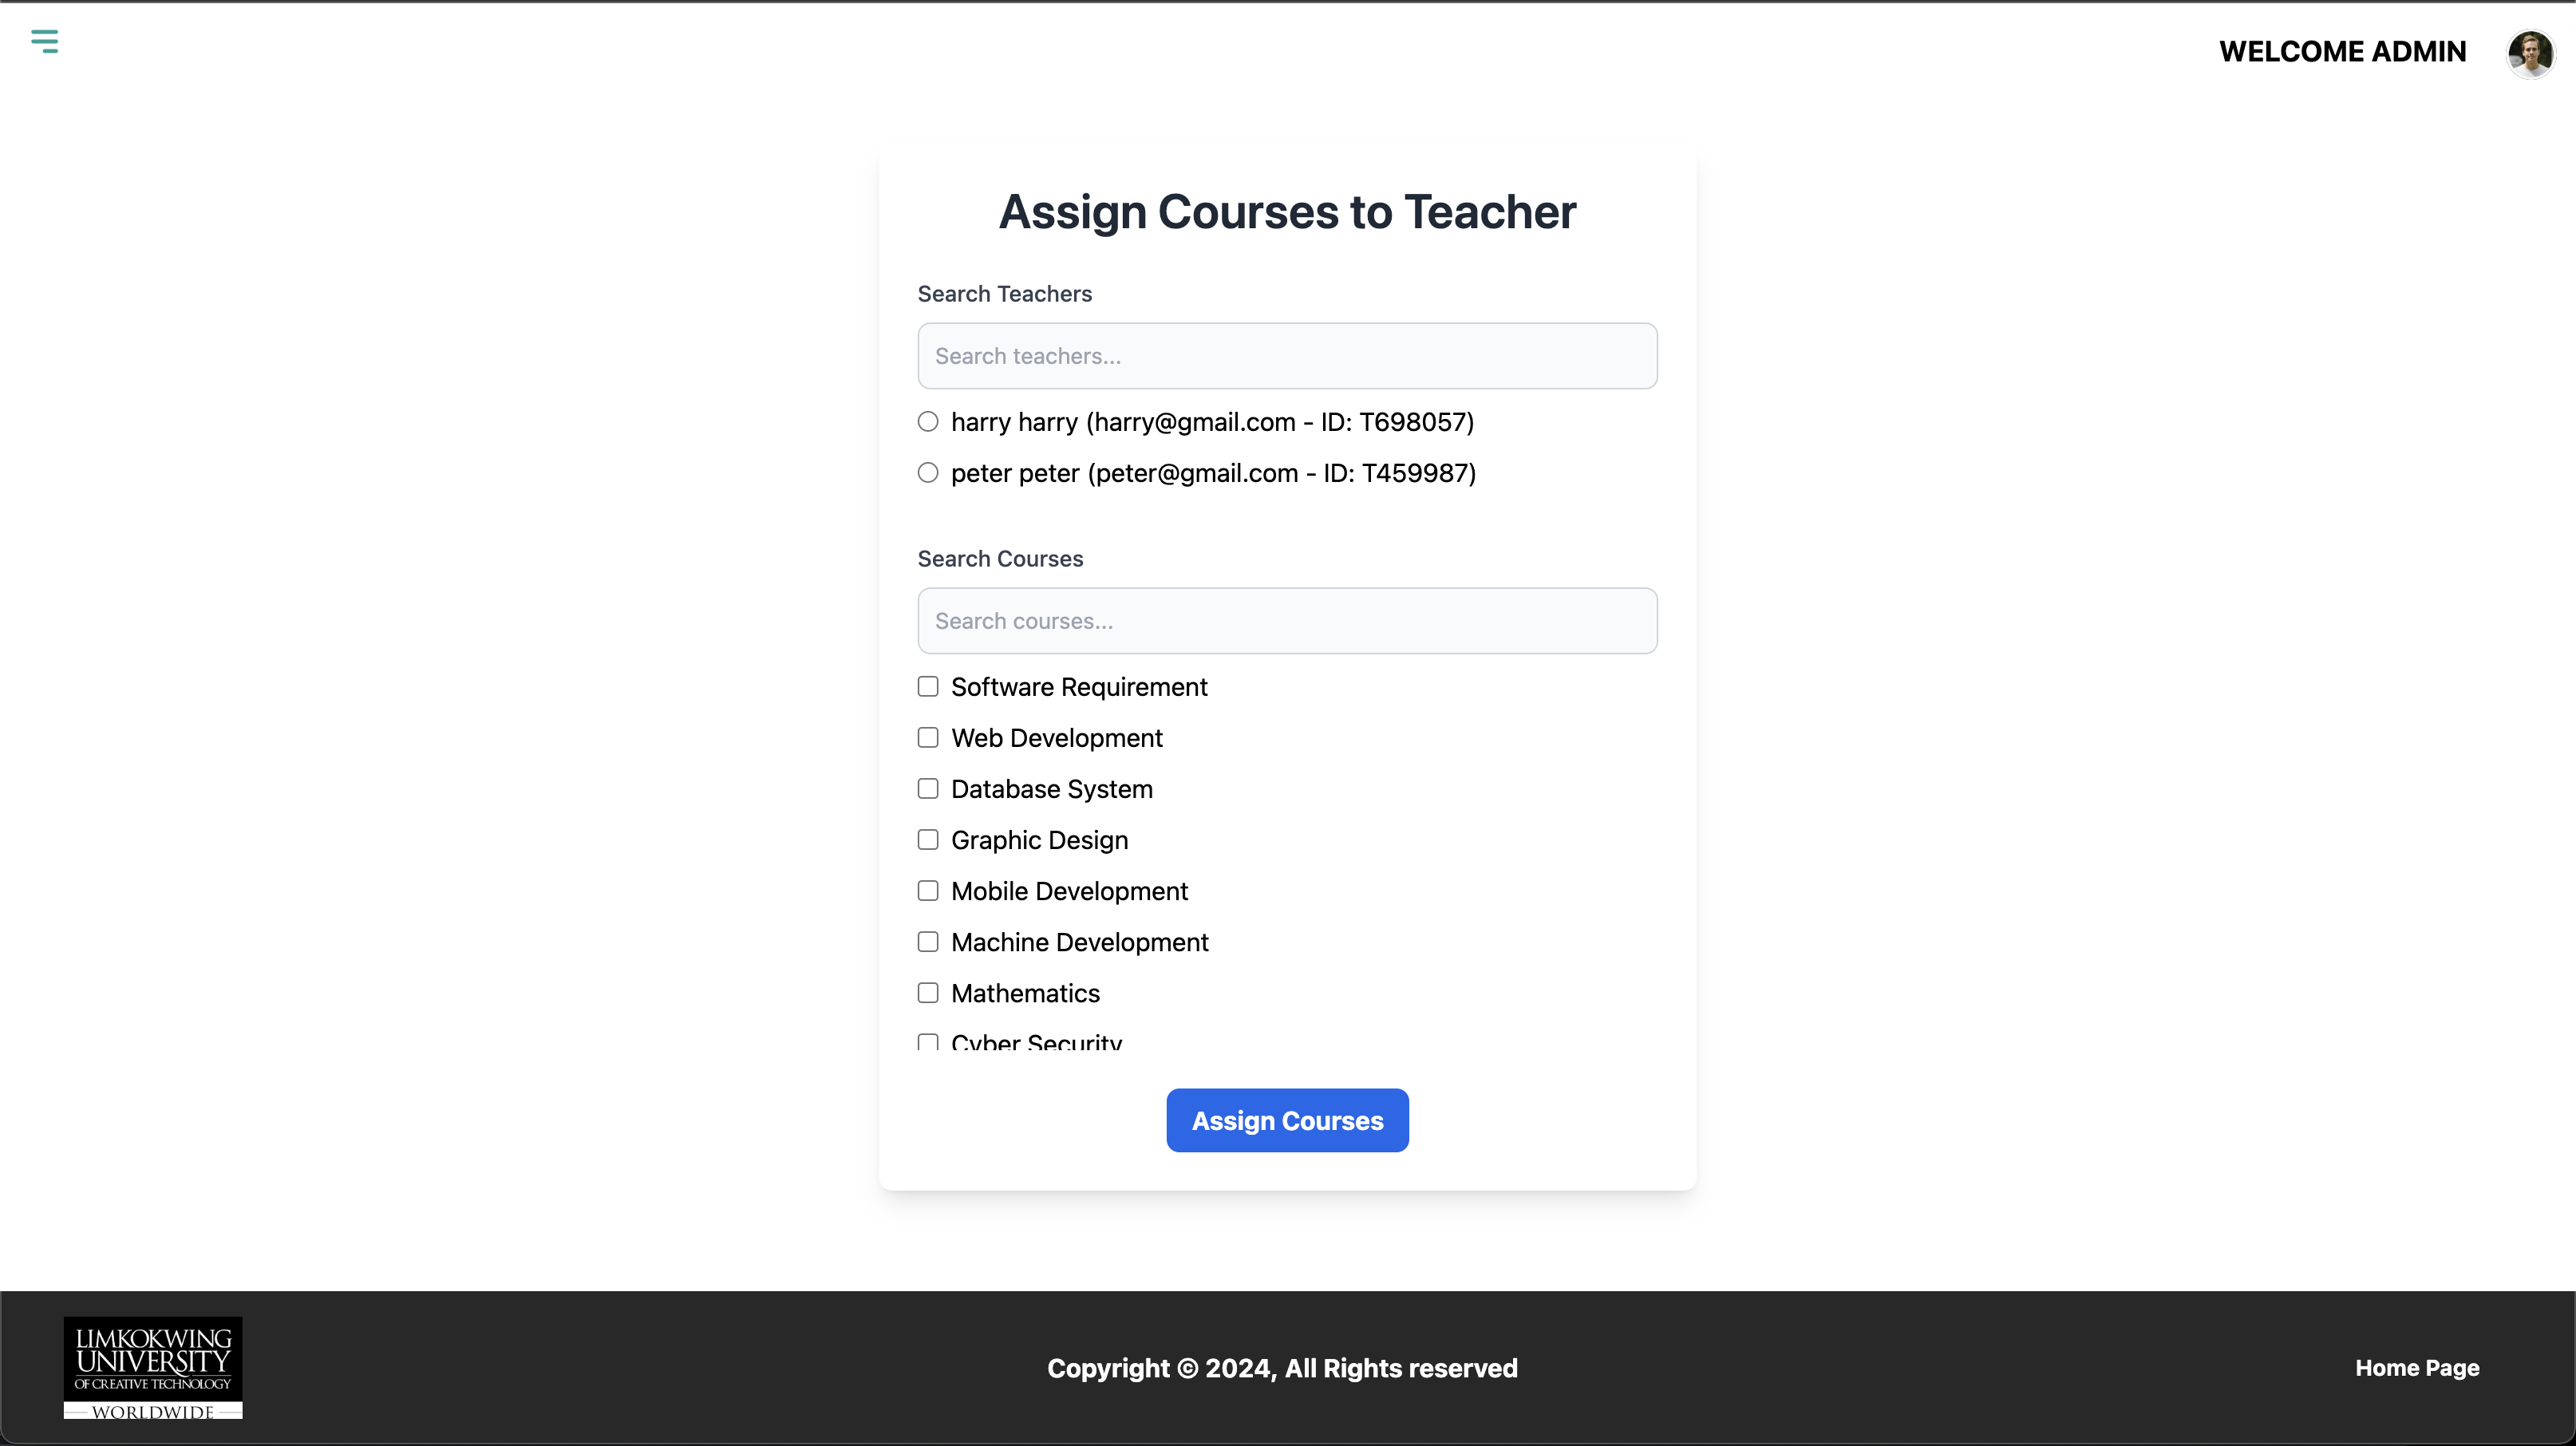 WELCOME ADMIN
Assign Courses to Teacher
Search Teachers
Search teachers...
harry harry (harry@gmail.com - ID: T698057)
peter peter (peter@gmail.com - ID: T459987)
Search Courses
Search courses...
Software Requirement
Web Development
Database System
Graphic Design
Mobile Development
Machine Development
Mathematics
Cyber Security
Assign Courses
LIMKOKWING
UNIVERSITY
OF CREATIVE TECHNOLOGY
WORLDWIDE
Copyright © 2024, All Rights reserved
Home Page